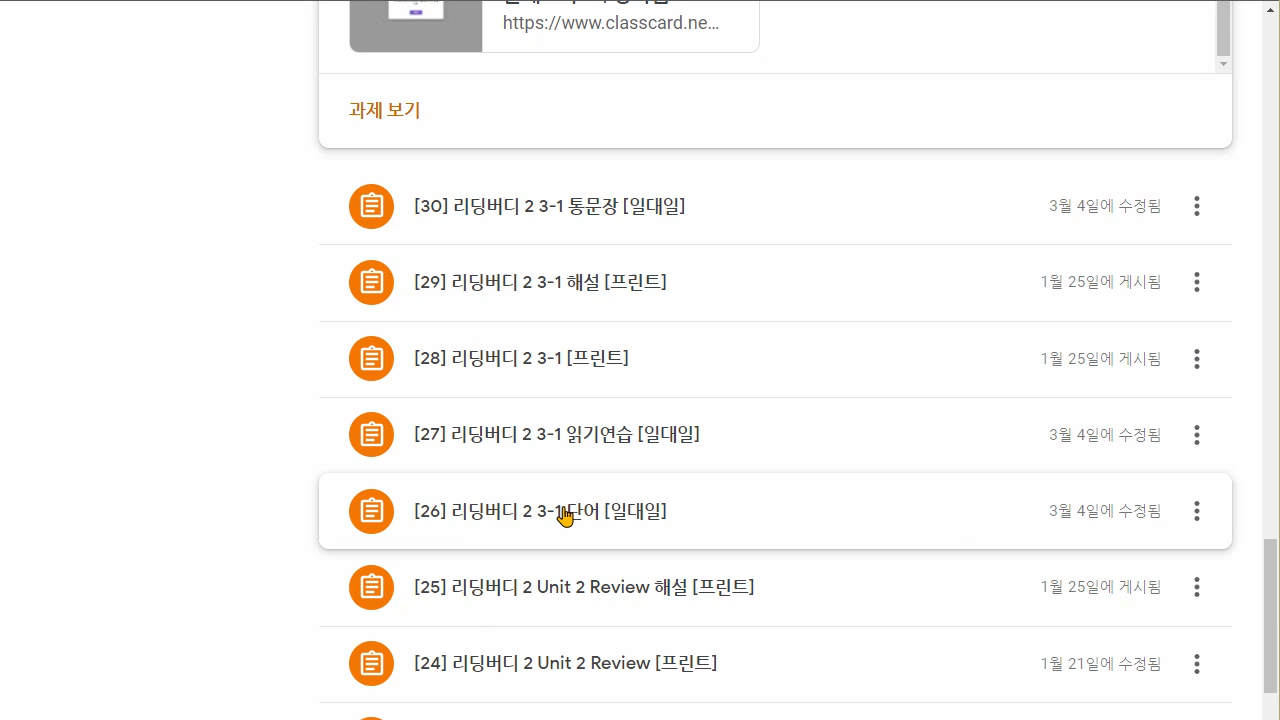 https://www.classcard.ne...
과제 보기
[30] 리딩버디 2 3-1 통문장 [일대일]
3월 4일에 수정됨
[29] 리딩버디 2 3-1 해설 [프린트]
1월 25일에 게시됨
[28] 리딩버디 2 3-1 [프린트]
1월 25일에 게시됨
[27] 리딩버디 2 3-1 읽기연습 [일대일]
3월 4일에 수정됨
[26] 리딩버디 2 3-1 단어 [일대일]
3월 4일에 수정됨
[25] 리딩버디 2 Unit 2 Review 해설 [프린트]
1월 25일에 게시됨
[24] 리딩버디 2 Unit 2 Review [프린트]
1월 21일에 수정됨